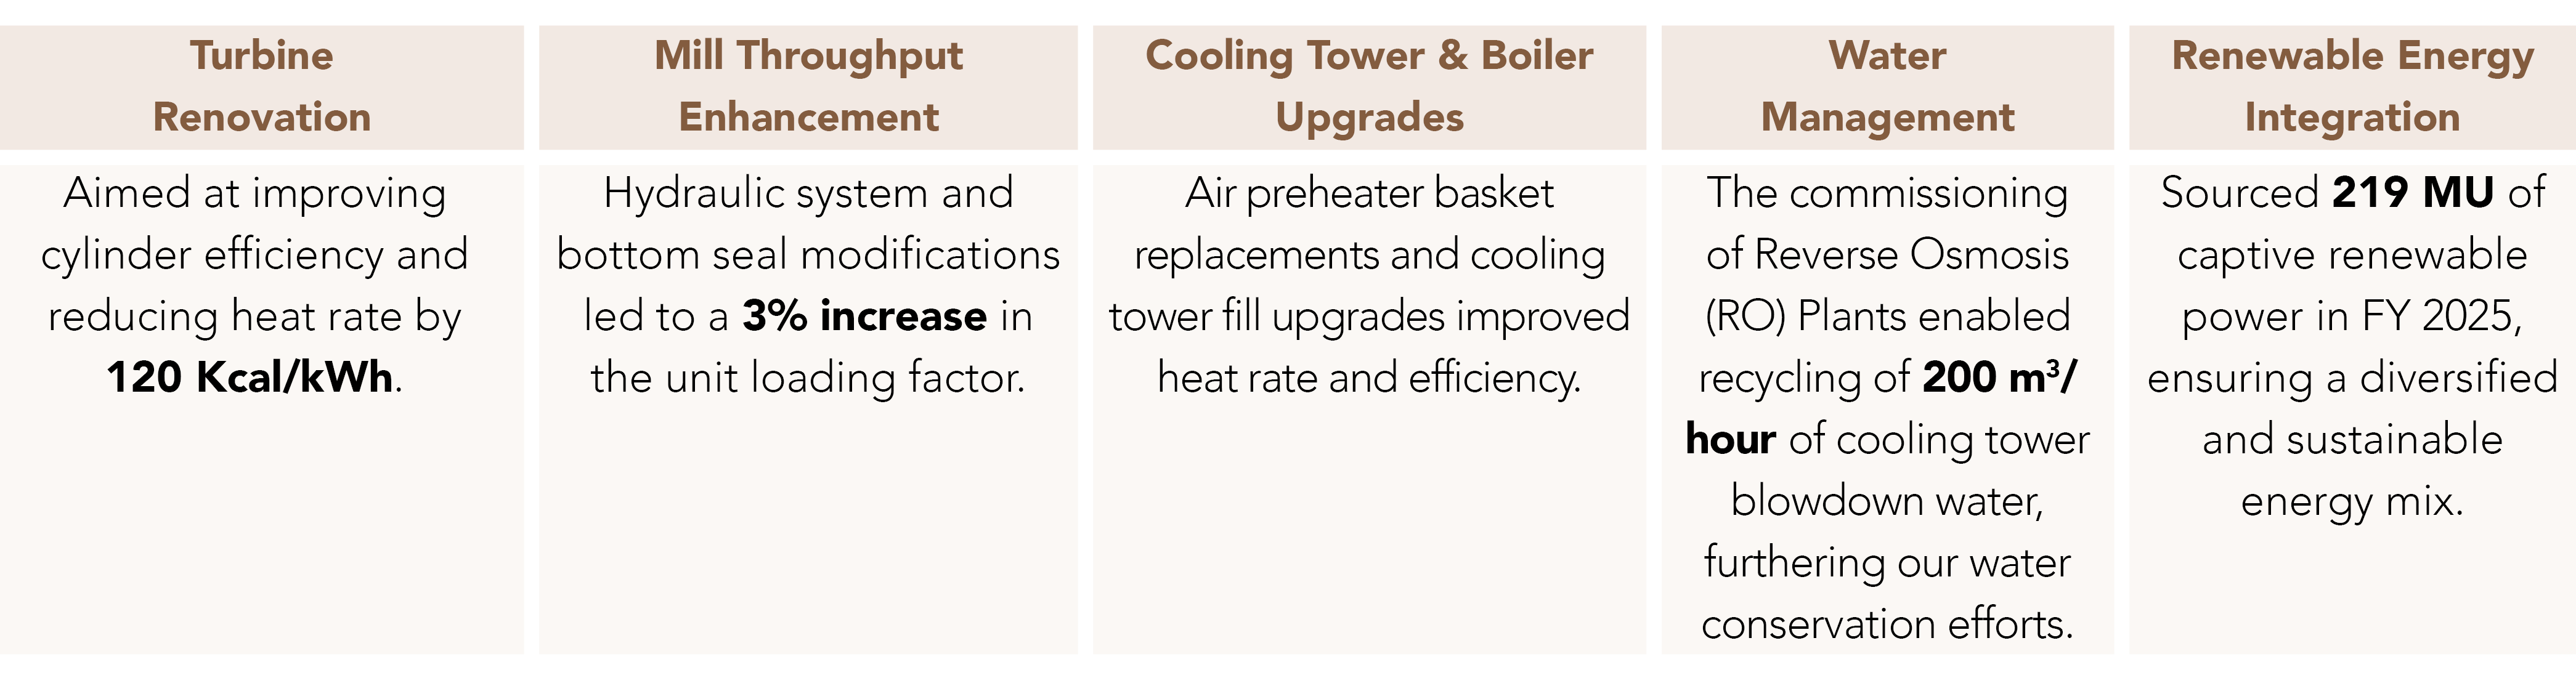 Turbine
Renovation
Aimed at improving
cylinder efficiency and
reducing heat rate by
120 Kcal/kWh.
Mill Throughput
Enhancement
Hydraulic system and
bottom seal modifications
led to a 3% increase in
the unit loading factor.
Cooling Tower & Boiler
Upgrades
Air preheater basket
replacements and cooling
tower fill upgrades improved
heat rate and efficiency.
Water
Management
The commissioning
of Reverse Osmosis
(RO) Plants enabled
recycling of 200 m³/
hour of cooling tower
blowdown water,
furthering our water
conservation efforts.
Renewable Energy
Integration
Sourced 219 MU of
captive renewable
power in FY 2025,
ensuring a diversified
and sustainable
energy mix.